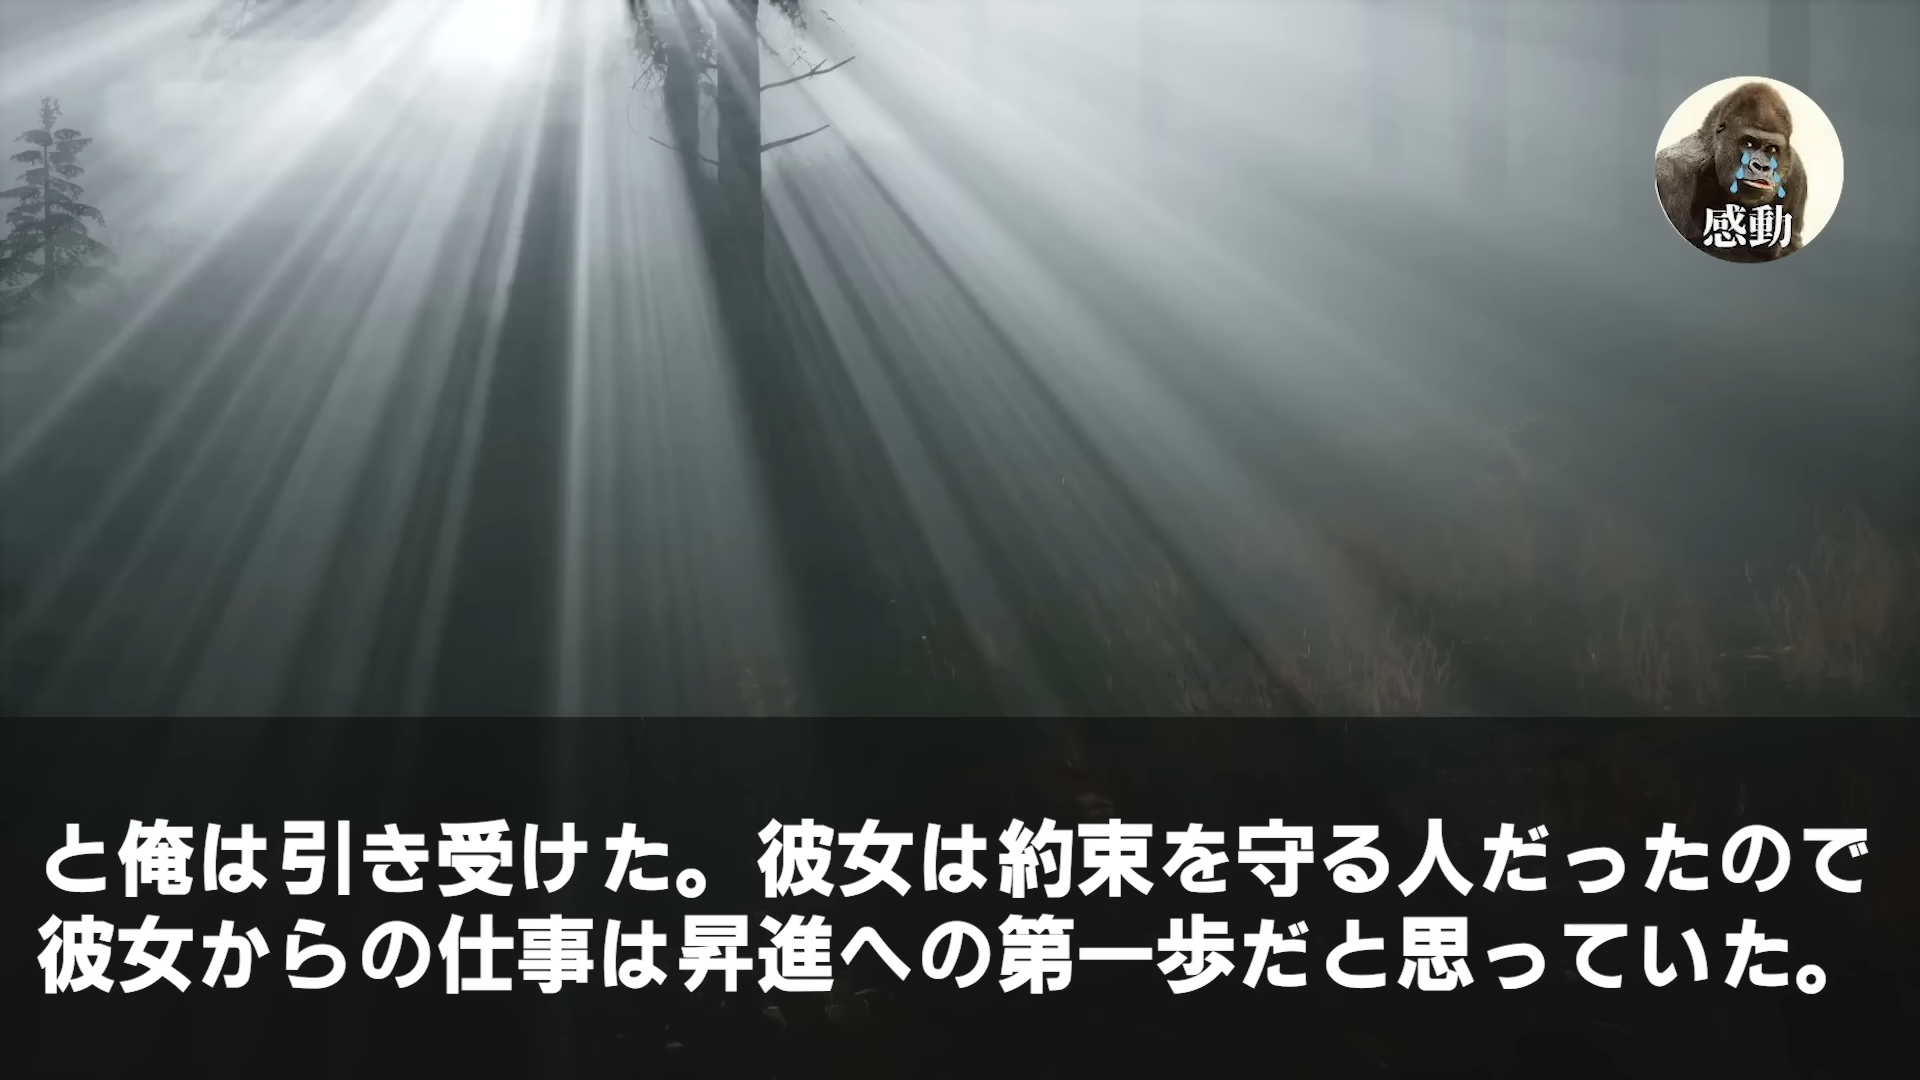 感動
と俺は引き受けた。彼女は約束を守る人だったので
彼女からの仕事は昇進への第一歩だと思っていた。